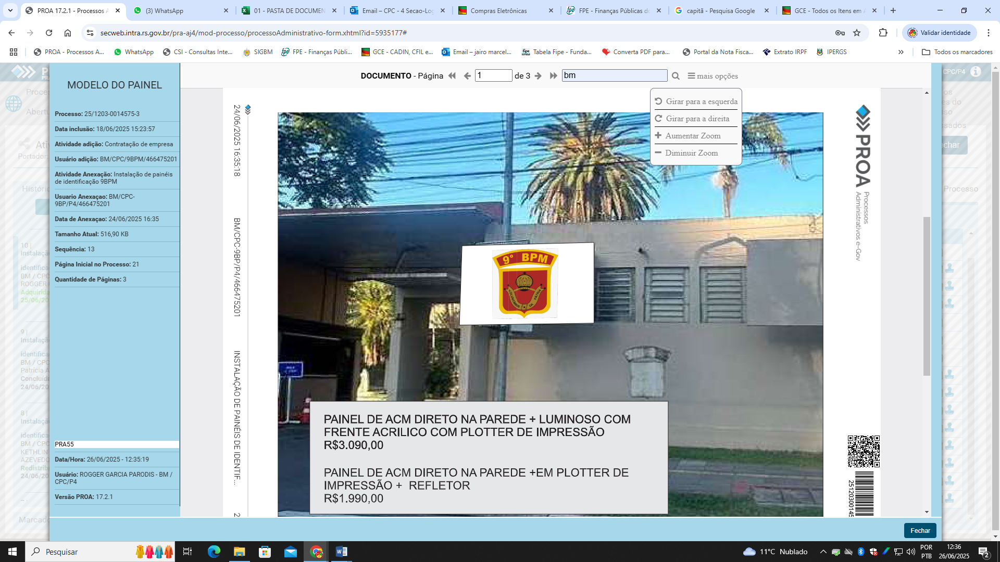 PROA 17.2.1 - Processos A
(3) WhatsApp
01 - PASTA DE DOCUMEN
Email – CPC - 4 Secao-Lo
Compras Eletrônicas
FPE - Finanças Públicas do
capitã - Pesquisa Google
GCE - Todos os Itens em A
secweb.intra.rs.gov.br/pra-aj4/mod-processo/processoAdministrativo-form.xhtml?id=5935177#
Validar identidade
PROA - Processos A...
WhatsApp
CSI - Consultas Inte...
SIGBM
FPE - Finanças Públi...
GCE - CADIN, CFIL e...
Email – jairo marcel...
Tabela Fipe - Funda...
Converta PDF para...
Portal da Nota Fisca...
Extrato IRPF
IPERGS
Todos os marcadores
MODELO DO PAINEL
Processo: 25/1203-0014575-3
Data inclusão: 18/06/2025 15:23:57
Atividade adição: Contratação de empresa
Usuário adição: BM/CPC/9BPM/466475201
Atividade Anexação: Instalação de painéis
de identificação 9BPM
Usuario Anexaçao: BM/CPC-
9BP/P4/466475201
Data de Anexaçao: 24/06/2025 16:35
Tamanho Atual: 516,90 KB
Sequência: 13
Página Inicial no Processo: 21
Quantidade de Páginas: 3
PRA55
Data/Hora: 26/06/2025 - 12:35:19
Usuário: ROGGER GARCIA PARODIS - BM /
CPC/P4
Versão PROA: 17.2.1
DOCUMENTO - Página
1
de 3
bm
mais opções
Girar para a esquerda
Girar para a direita
Aumentar Zoom
Diminuir Zoom
24/06/2025 16:35:18
BM/CPC-9BP/P4/466475201
INSTALAÇÃO DE PAINÉIS DE IDENTIF...
2
9° BPM
VOLUNTÁRIOS DA PÁTRIA
PAINEL DE ACM DIRETO NA PAREDE + LUMINOSO COM
FRENTE ACRILICO COM PLOTTER DE IMPRESSÃO
R$3.090,00
PAINEL DE ACM DIRETO NA PAREDE +EM PLOTTER DE
IMPRESSÃO + REFLETOR
R$1.990,00
PROA
Processos
Administrativos e-Gov
25120300145
CPC/P4
Processo
Fechar
Pesquisar
11°C Nublado
POR
PTB
12:36
26/06/2025
2